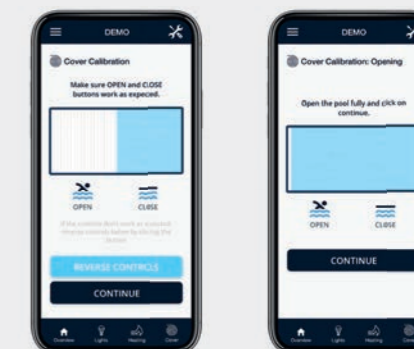 DEMO
Cover Calibration
Make sure OPEN and CLOSE
buttons work as expected.
OPEN
CLOSE
REVERSE CONTROLS
CONTINUE
Overview
Lights
Heating
Cover
DEMO
Cover Calibration: Opening
Open the pool fully and click on
continue.
OPEN
CLOSE
CONTINUE
Overview
Lights
Heating